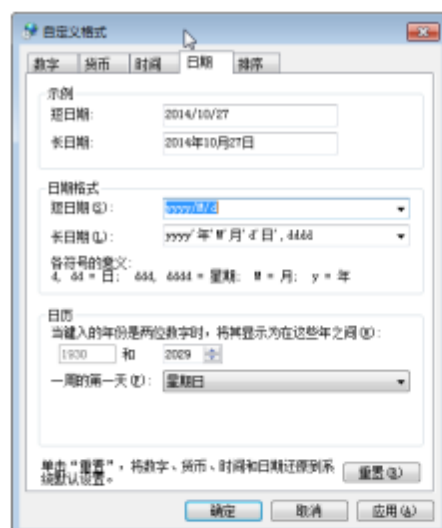 自定义格式
数字 货币 时间 日期 排序
示例
短日期: 2014/10/27
长日期: 2014年10月27日
日期格式
短日期(S): yyyy/M/d
长日期(L): yyyy'年'M'月'd'日', dddd
各符号的意义:
d, dd = 日; ddd, dddd = 星期; M = 月; y = 年
日历
当键入的年份是两位数字时，将其显示为在这些年之间(H):
1930 和 2029
一周的第一天(F): 星期日
单击“重置”，将数字、货币、时间和日期还原到系
统默认设置。
重置(R)
确定 取消 应用(A)